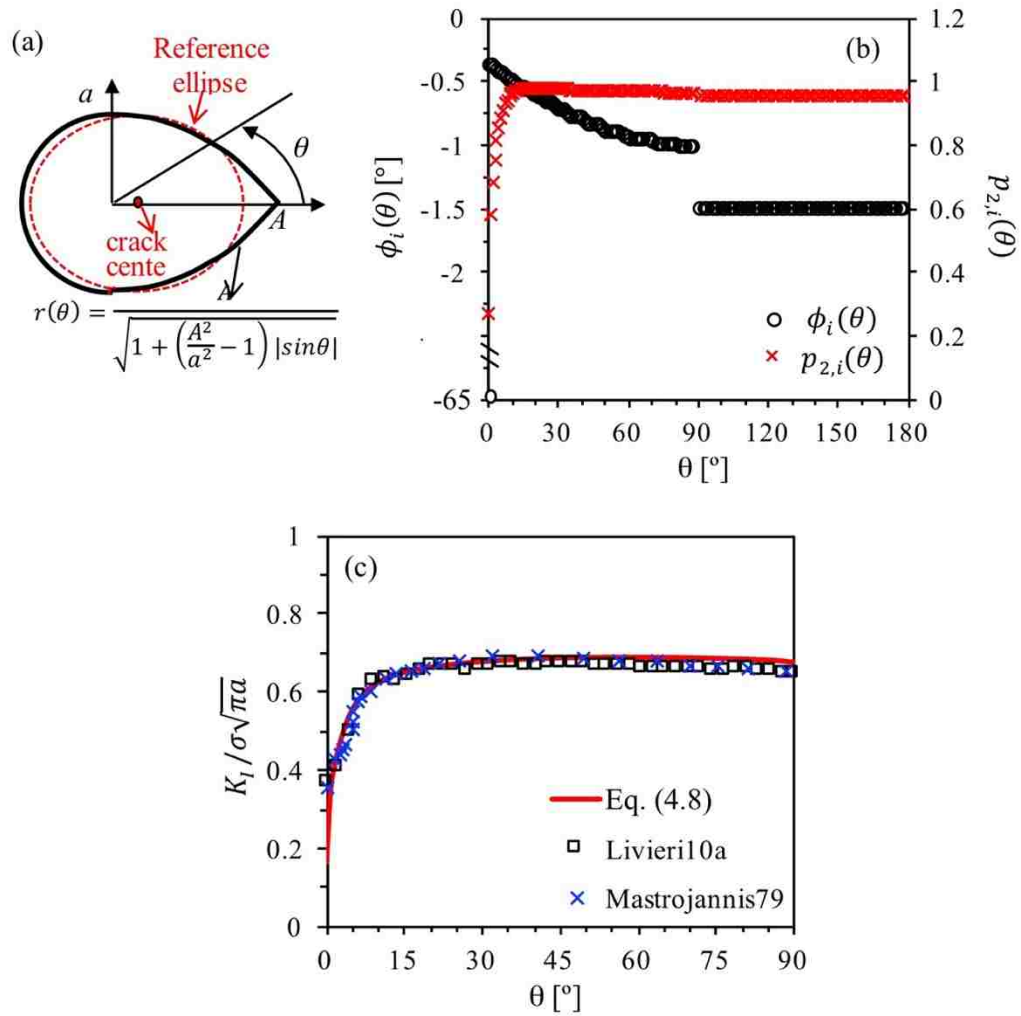 (a)
Reference
ellipse
a
θ
A
crack
cente
A
r(θ) =
√1 + (A²/a² − 1) |sinθ|
(b)
0
-0.5
-1
-1.5
-2
-65
ϕᵢ(θ) [°]
1.2
1
0.8
0.6
0.4
0.2
0
p₂,ᵢ(θ)
ϕᵢ(θ)
p₂,ᵢ(θ)
0 30 60 90 120 150 180
θ [º]
(c)
1
0.8
0.6
0.4
0.2
0
K_I /σ√πa
Eq. (4.8)
Livieri10a
Mastrojannis79
0 15 30 45 60 75 90
θ [º]